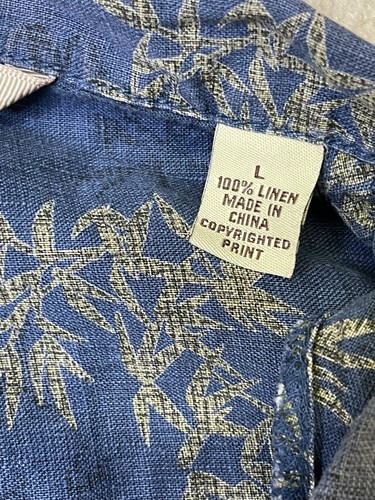 L
100% LINEN
MADE IN
CHINA
COPYRIGHTED
PRINT